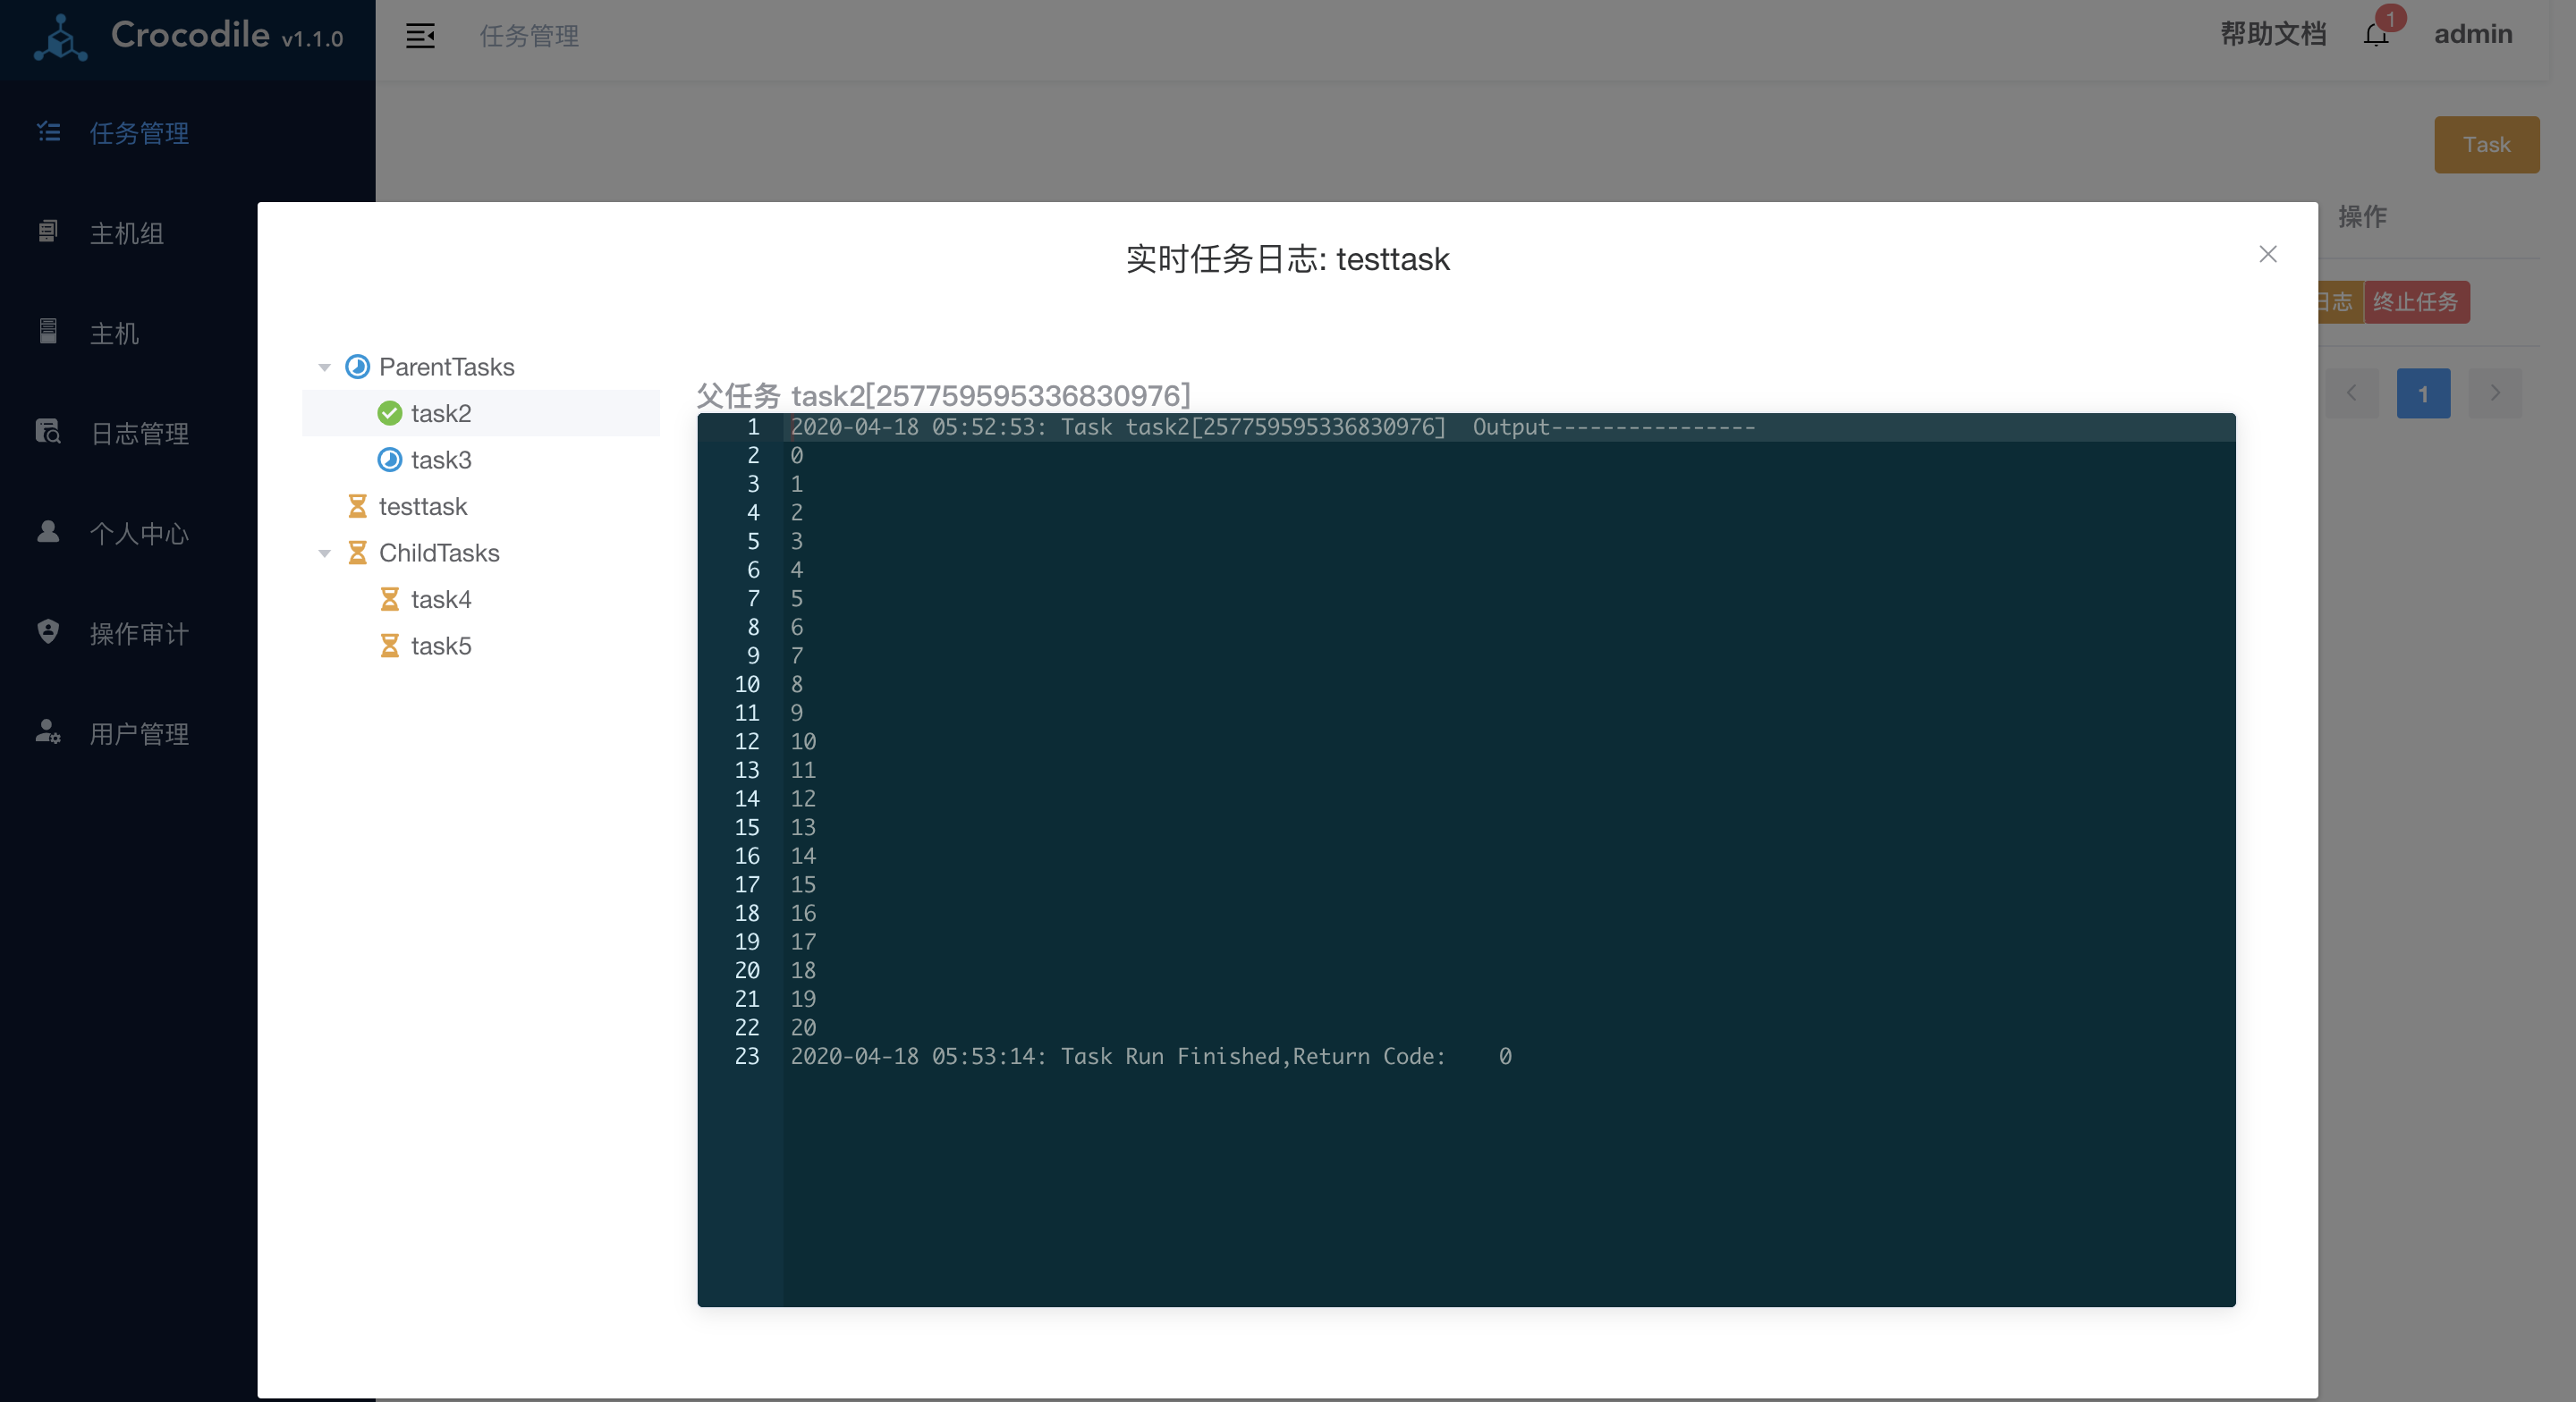 Crocodile v1.1.0
任务管理
帮助文档
1
admin
任务管理
主机组
主机
日志管理
个人中心
操作审计
用户管理
Task
操作
日志
终止任务
1
实时任务日志: testtask
ParentTasks
task2
task3
testtask
ChildTasks
task4
task5
父任务 task2[257759595336830976]
1 2020-04-18 05:52:53: Task task2[257759595336830976]  Output----------------
2 0
3 1
4 2
5 3
6 4
7 5
8 6
9 7
10 8
11 9
12 10
13 11
14 12
15 13
16 14
17 15
18 16
19 17
20 18
21 19
22 20
23 2020-04-18 05:53:14: Task Run Finished,Return Code:    0